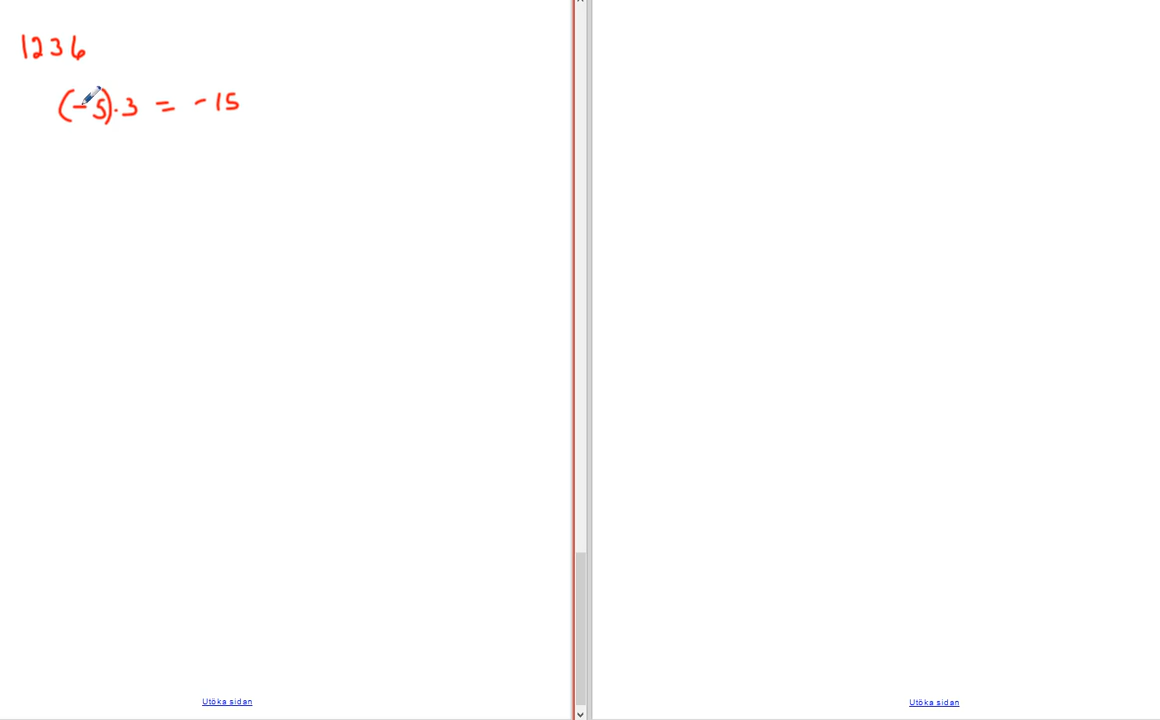 1236
(-5)·3 = -15
Utöka sidan
Utöka sidan